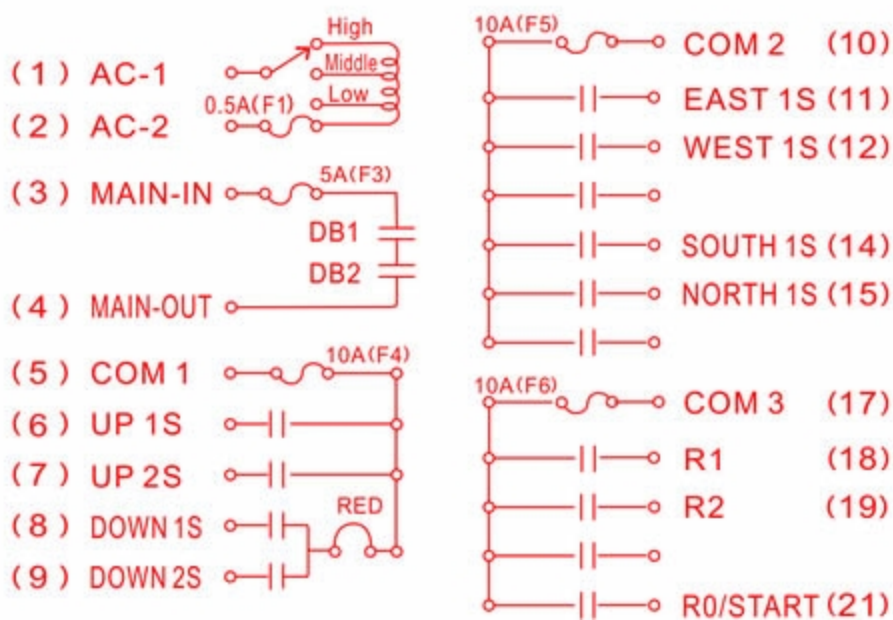 High
(1) AC-1
Middle
Low
0.5A(F1)
(2) AC-2
(3) MAIN-IN
5A(F3)
DB1
DB2
(4) MAIN-OUT
(5) COM 1
10A(F4)
(6) UP 1S
(7) UP 2S
RED
(8) DOWN 1S
(9) DOWN 2S
10A(F5)
COM 2 (10)
EAST 1S (11)
WEST 1S (12)
SOUTH 1S (14)
NORTH 1S (15)
10A(F6)
COM 3 (17)
R1 (18)
R2 (19)
R0/START (21)